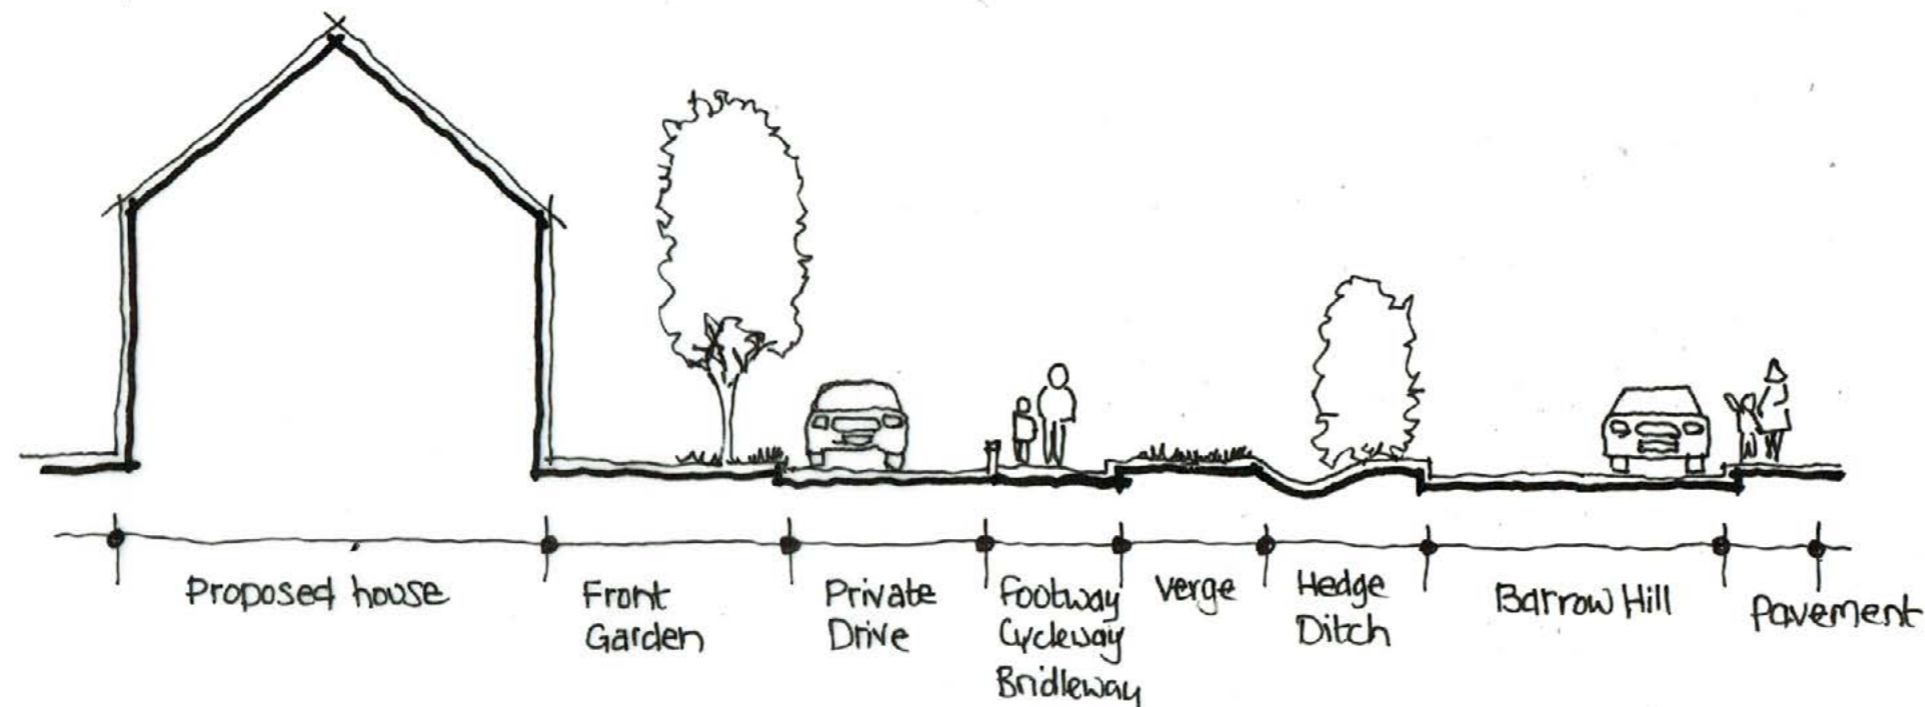 Proposed house
Front
Garden
Private
Drive
Footway
Cycleway
Bridleway
Verge
Hedge
Ditch
Barrow Hill
Pavement